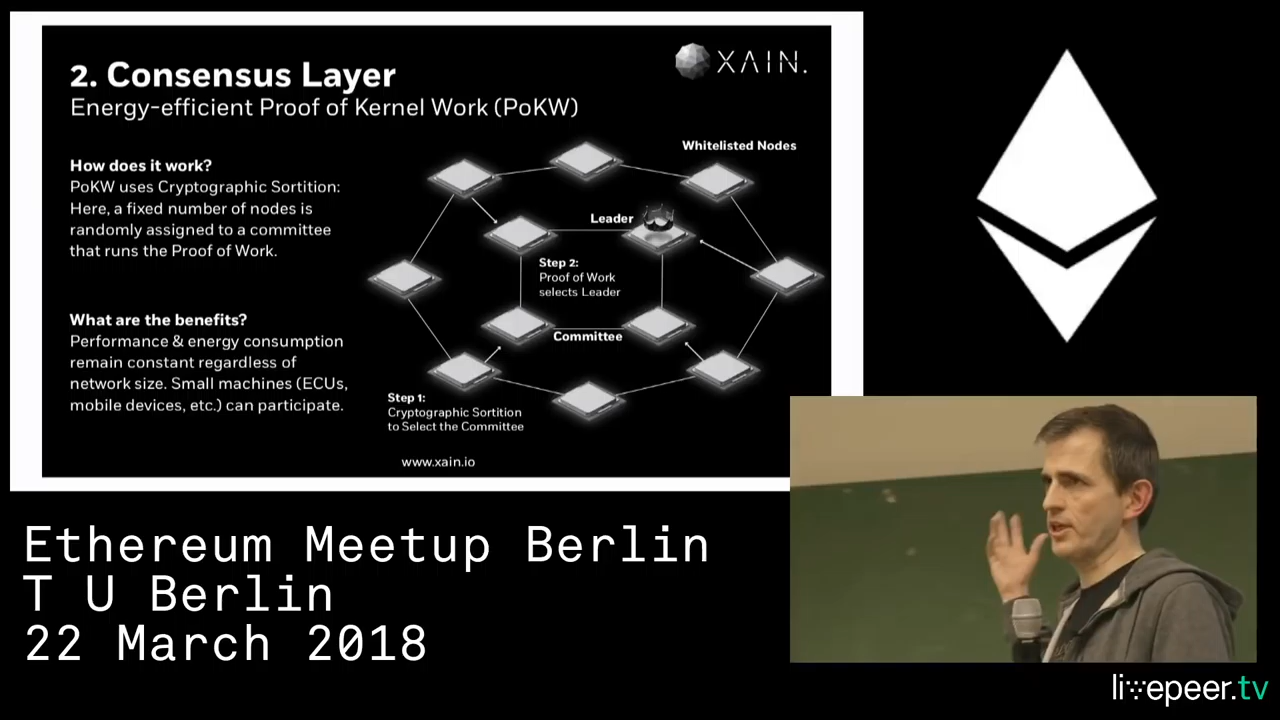 2. Consensus Layer
Energy-efficient Proof of Kernel Work (PoKW)
XAIN.
How does it work?
PoKW uses Cryptographic Sortition:
Here, a fixed number of nodes is
randomly assigned to a committee
that runs the Proof of Work.
What are the benefits?
Performance & energy consumption
remain constant regardless of
network size. Small machines (ECUs,
mobile devices, etc.) can participate.
Whitelisted Nodes
Leader
Step 2:
Proof of Work
selects Leader
Committee
Step 1:
Cryptographic Sortition
to Select the Committee
www.xain.io
Ethereum Meetup Berlin
T U Berlin
22 March 2018
livepeer.tv